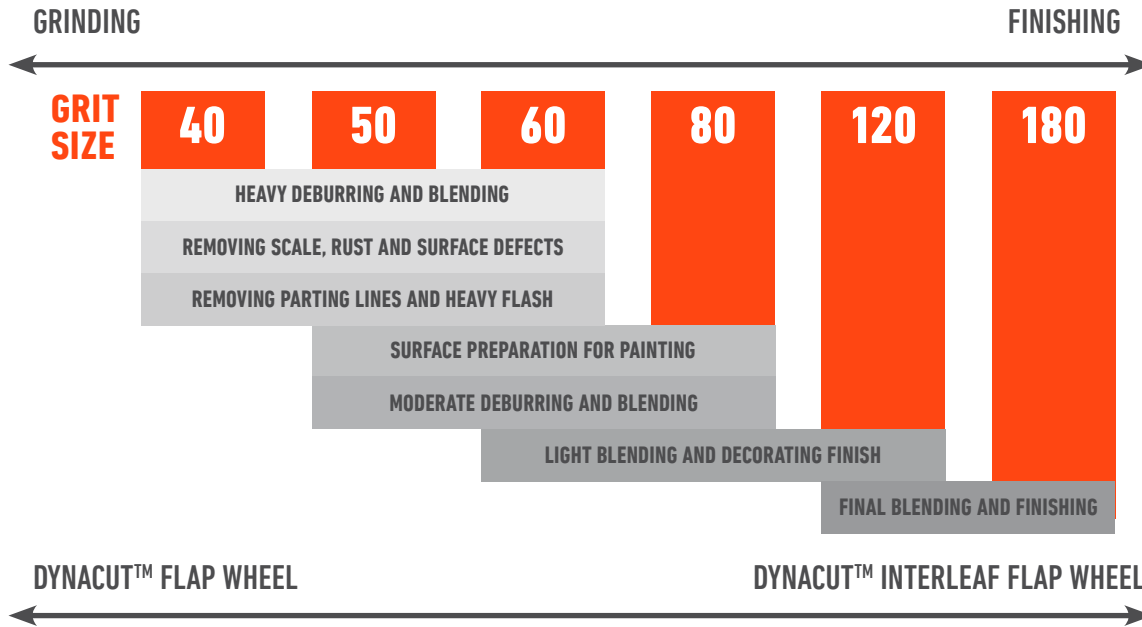 GRINDING FINISHING
GRIT
SIZE
40 50 60 80 120 180
HEAVY DEBURRING AND BLENDING
REMOVING SCALE, RUST AND SURFACE DEFECTS
REMOVING PARTING LINES AND HEAVY FLASH
SURFACE PREPARATION FOR PAINTING
MODERATE DEBURRING AND BLENDING
LIGHT BLENDING AND DECORATING FINISH
FINAL BLENDING AND FINISHING
DYNACUT™ FLAP WHEEL DYNACUT™ INTERLEAF FLAP WHEEL